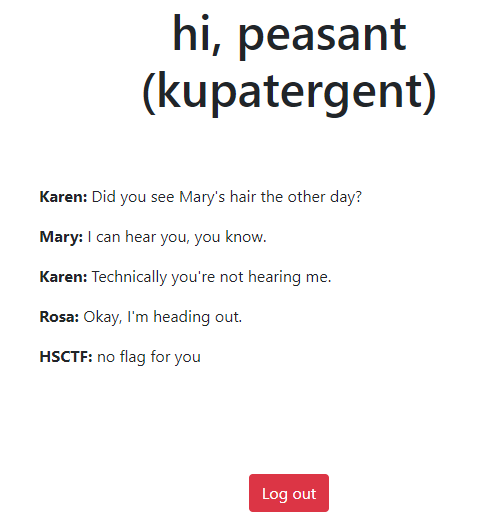 hi, peasant
(kupatergent)
Karen: Did you see Mary's hair the other day?
Mary: I can hear you, you know.
Karen: Technically you're not hearing me.
Rosa: Okay, I'm heading out.
HSCTF: no flag for you
Log out